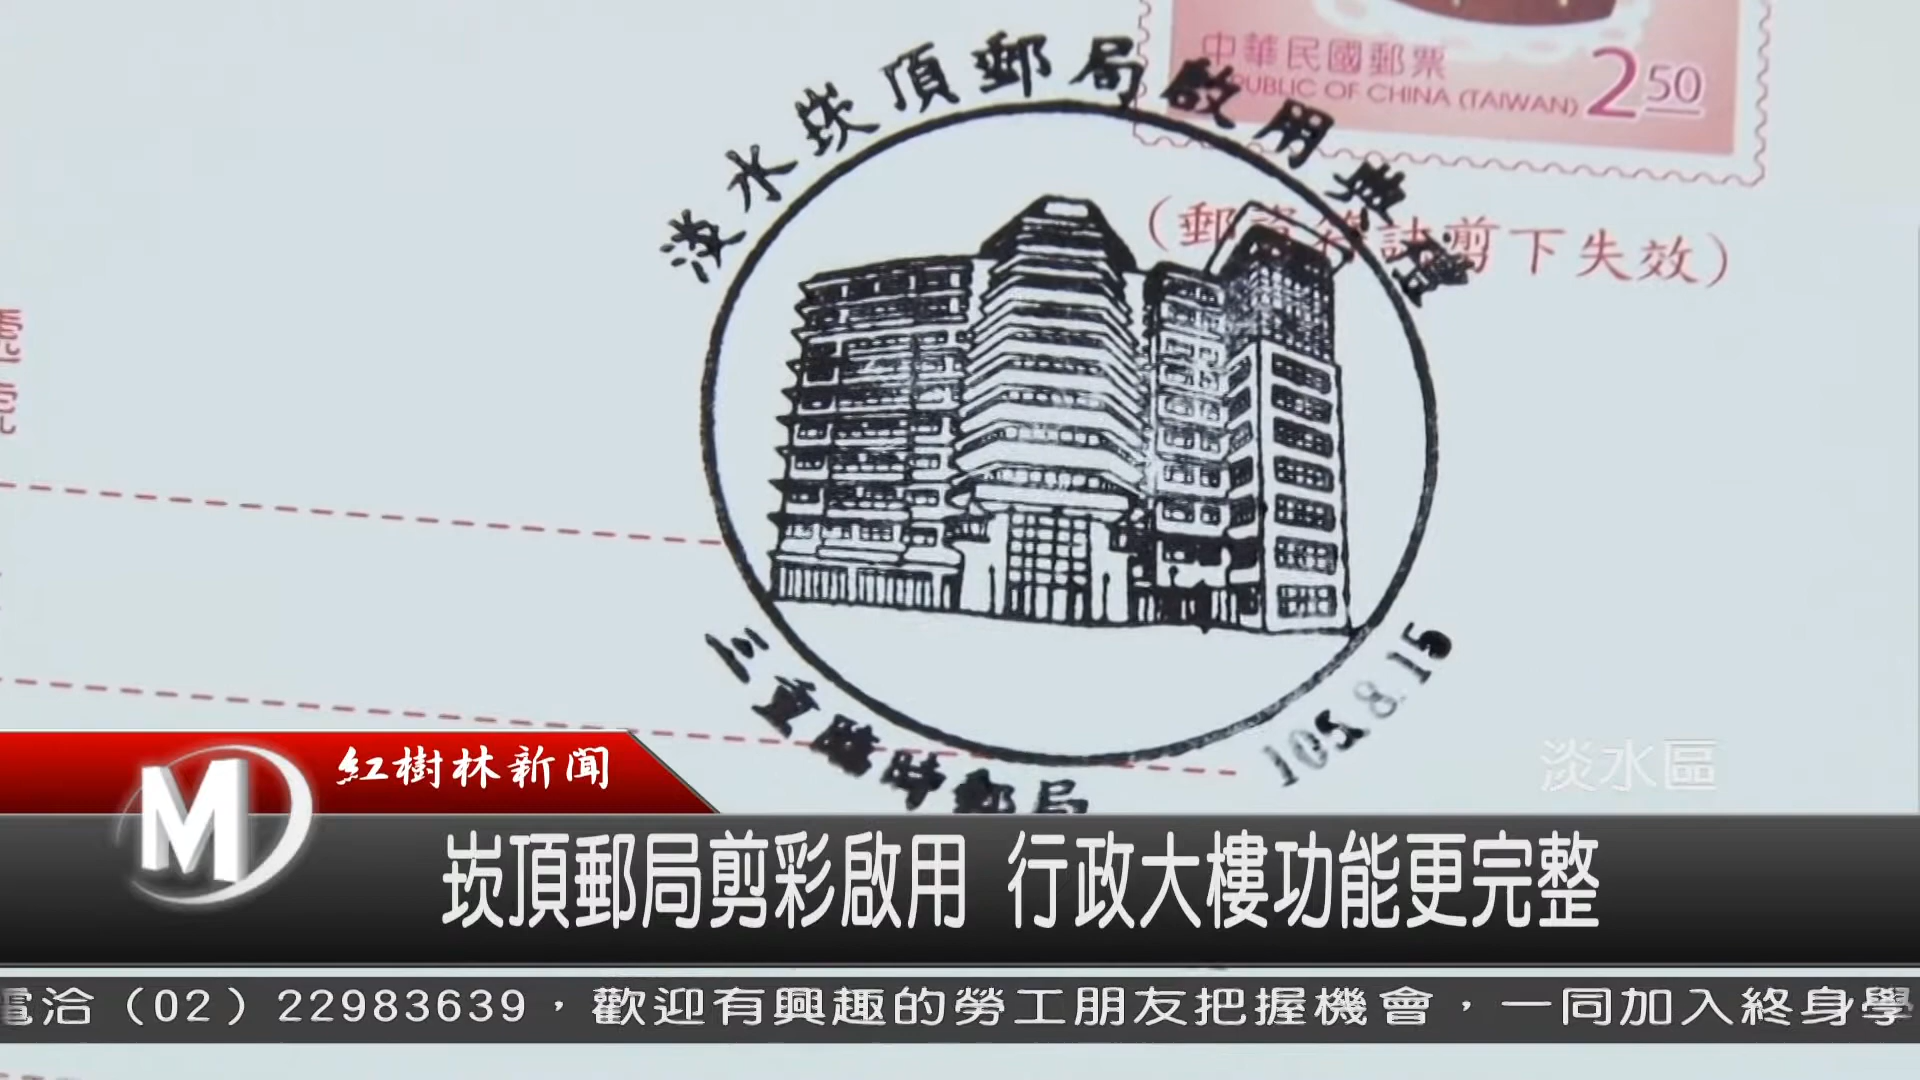 中華民國郵票
REPUBLIC OF CHINA (TAIWAN) 2.50
淡水崁頂郵局啟用典禮
（郵資符誌剪下失效）
三重臨時郵局
105.8.15
淡水區
M
紅樹林新聞
崁頂郵局剪彩啟用 行政大樓功能更完整
電洽（02）22983639，歡迎有興趣的勞工朋友把握機會，一同加入終身學